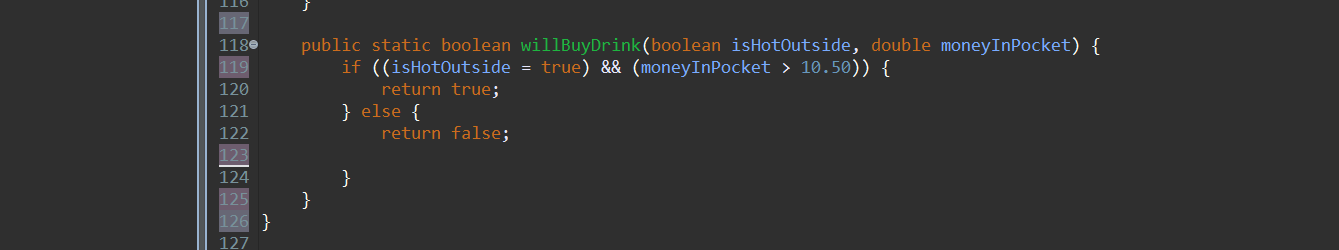 116 }
117
118 public static boolean willBuyDrink(boolean isHotOutside, double moneyInPocket) {
119 if ((isHotOutside = true) && (moneyInPocket > 10.50)) {
120 return true;
121 } else {
122 return false;
123
124 }
125 }
126 }
127